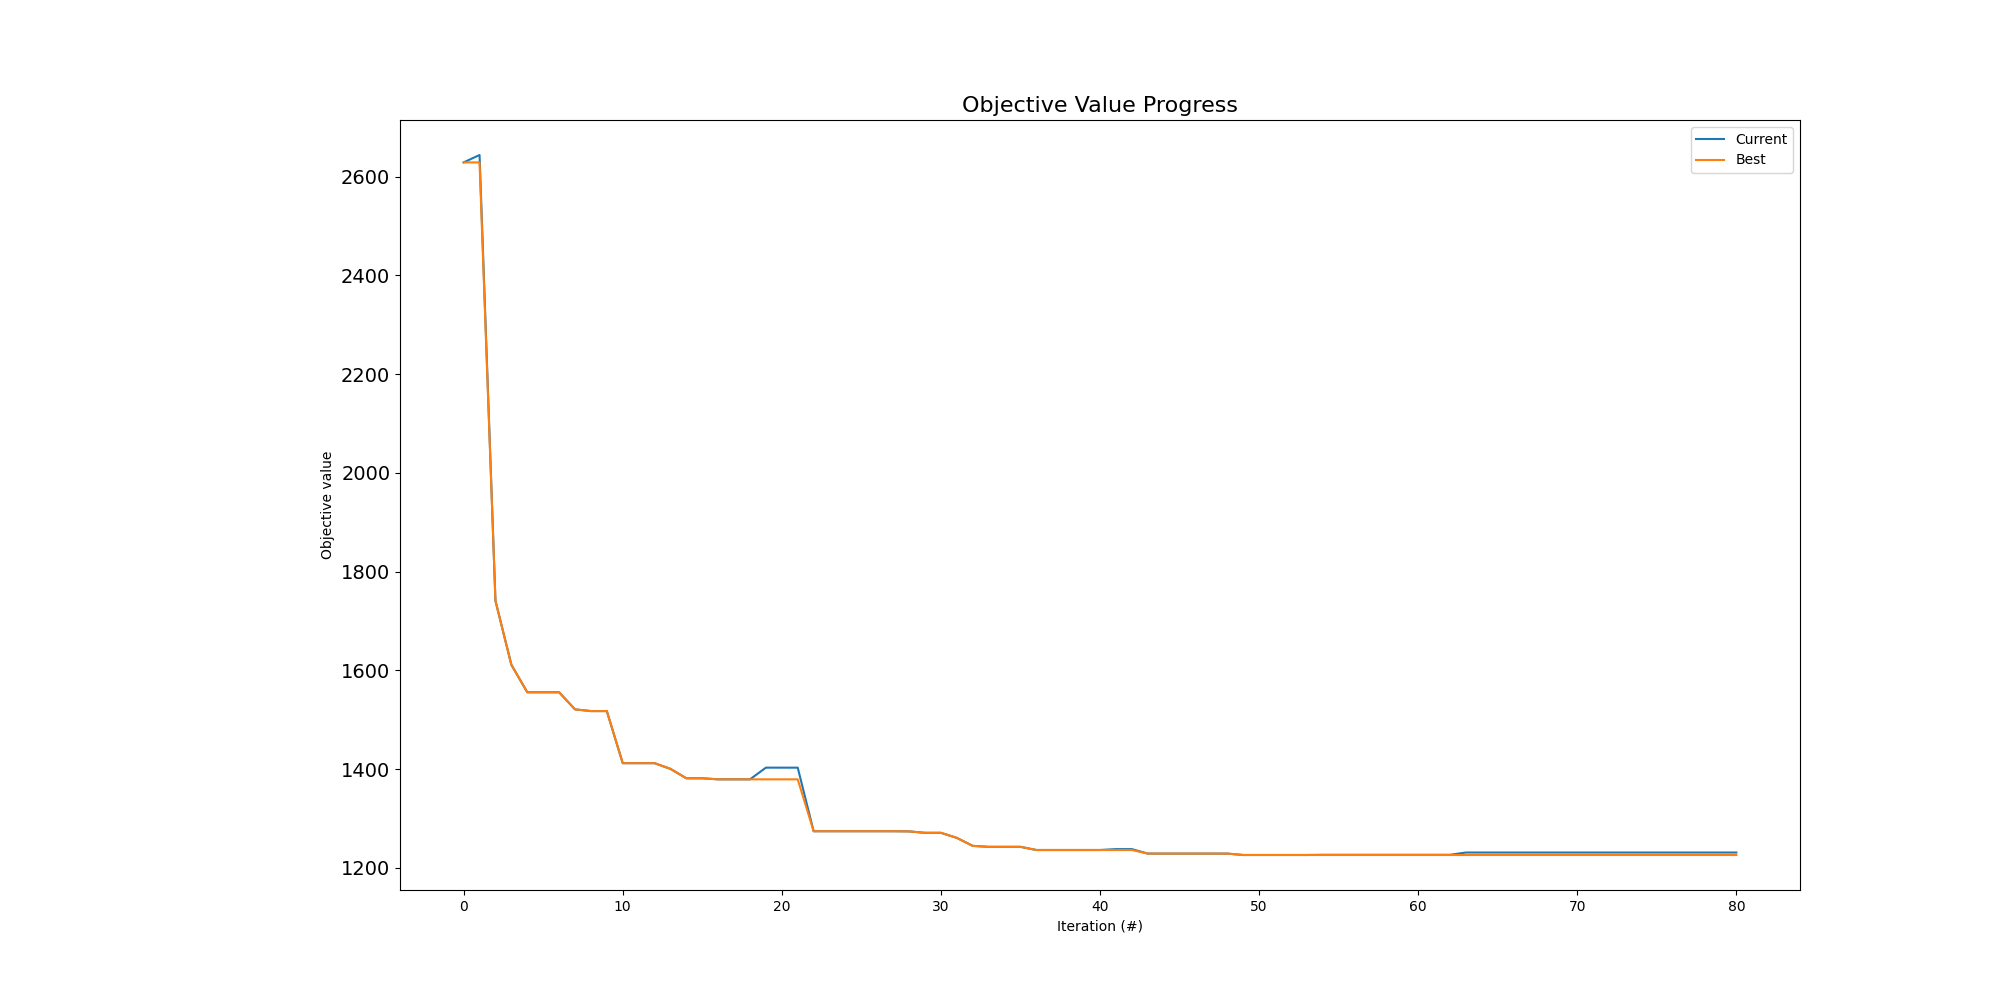 Objective Value Progress
Current
Best
2600
2400
2200
2000
1800
1600
1400
1200
Objective value
0 10 20 30 40 50 60 70 80
Iteration (#)